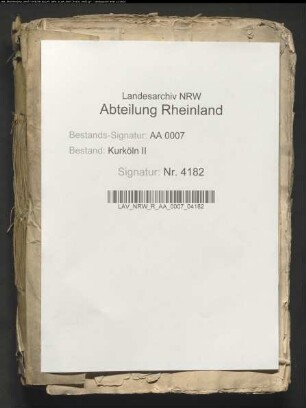 Landesarchiv NRW
Abteilung Rheinland
Bestands-Signatur: AA 0007
Bestand: Kurköln II
Signatur: Nr. 4182
LAV_NRW_R_AA_0007_04182